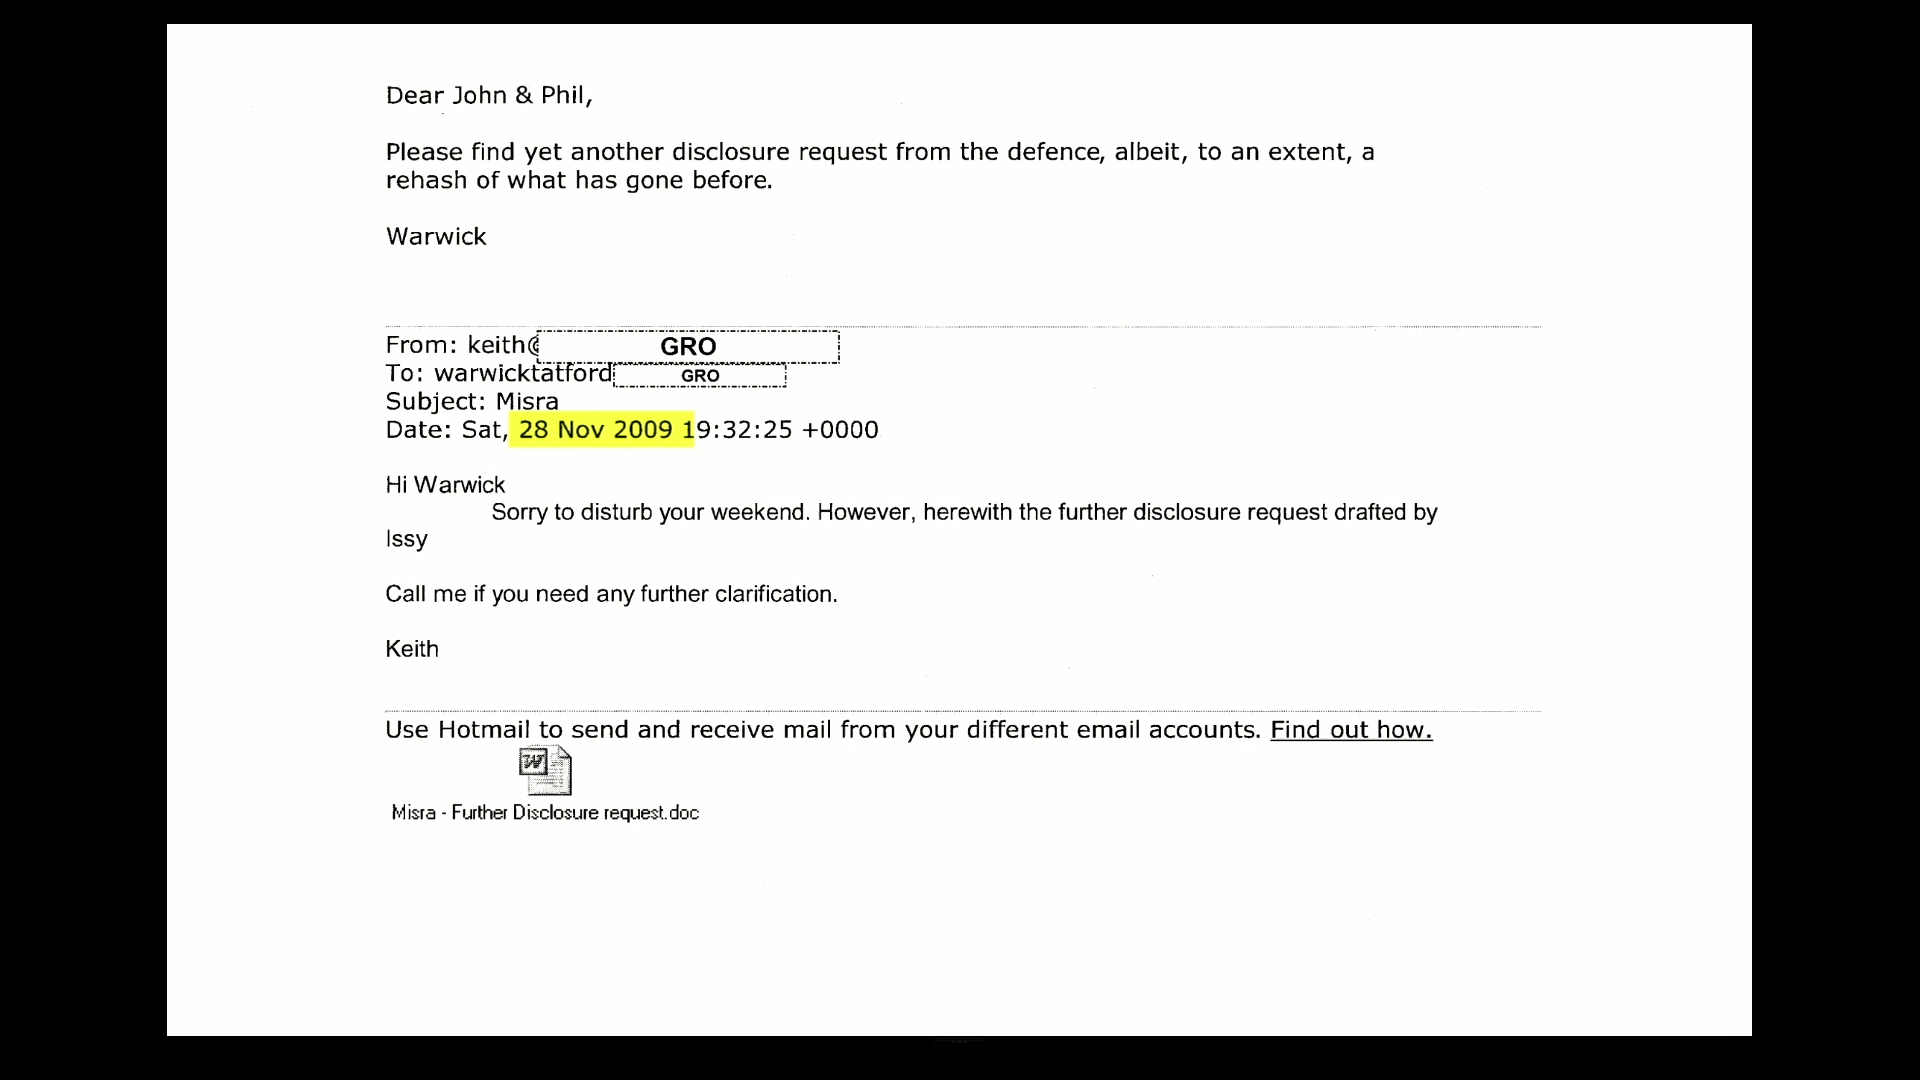 Dear John & Phil,
Please find yet another disclosure request from the defence, albeit, to an extent, a
rehash of what has gone before.
Warwick
From: keith@ GRO
To: warwicktatford GRO
Subject: Misra
Date: Sat, 28 Nov 2009 19:32:25 +0000
Hi Warwick
Sorry to disturb your weekend. However, herewith the further disclosure request drafted by
Issy
Call me if you need any further clarification.
Keith
Use Hotmail to send and receive mail from your different email accounts. Find out how.
W
Misra - Further Disclosure request.doc